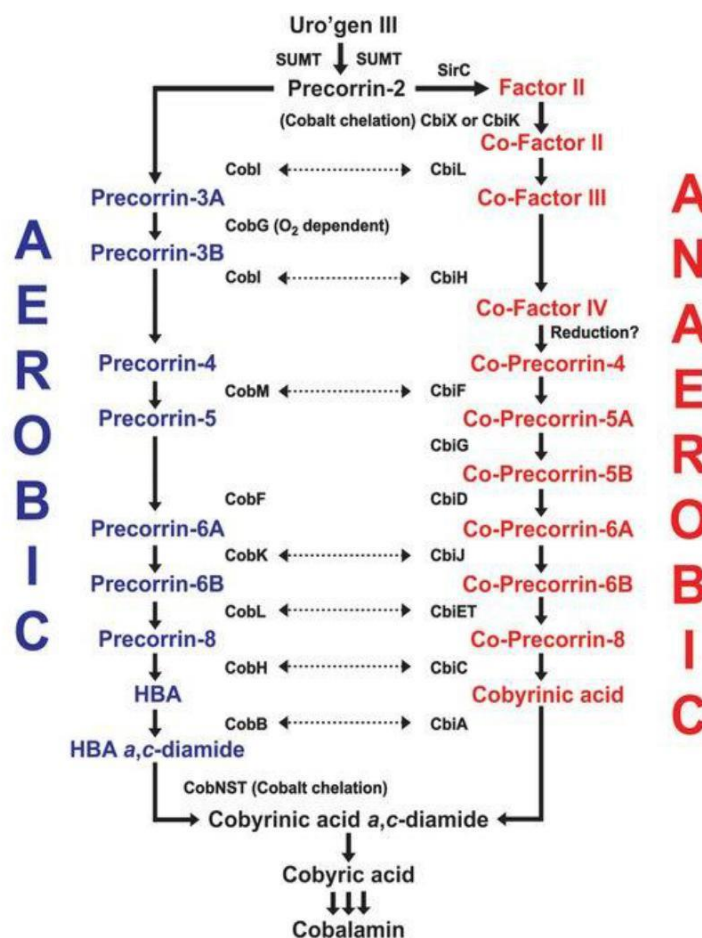 Uro'gen III
SUMT SUMT
Precorrin-2
SirC
Factor II
(Cobalt chelation) CbiX or CbiK
Co-Factor II
CobI
CbiL
Precorrin-3A
Co-Factor III
CobG (O₂ dependent)
Precorrin-3B
CobI
CbiH
Co-Factor IV
Reduction?
Precorrin-4
Co-Precorrin-4
CobM
CbiF
Precorrin-5
Co-Precorrin-5A
CbiG
Co-Precorrin-5B
CobF
CbiD
Precorrin-6A
Co-Precorrin-6A
CobK
CbiJ
Precorrin-6B
Co-Precorrin-6B
CobL
CbiET
Precorrin-8
Co-Precorrin-8
CobH
CbiC
HBA
Cobyrinic acid
CobB
CbiA
HBA a,c-diamide
CobNST (Cobalt chelation)
Cobyrinic acid a,c-diamide
Cobyric acid
Cobalamin
AEROBIC
ANAEROBIC